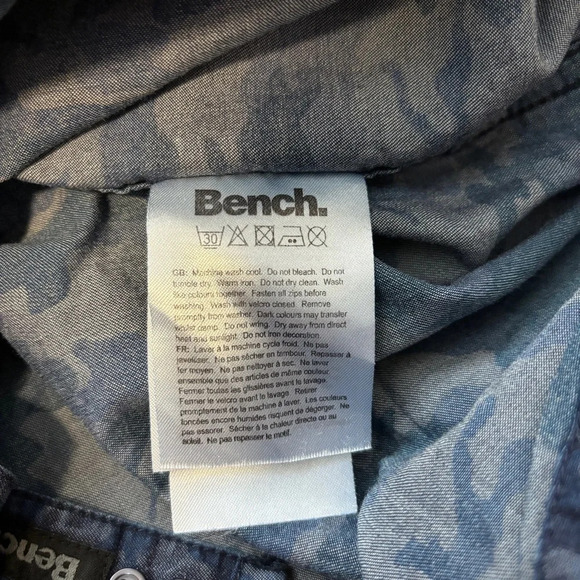 Bench.
30
GB: Machine wash cool. Do not bleach. Do not
tumble dry. Warm iron. Do not dry clean. Wash
like colours together. Fasten all zips before
washing. Wash with velcro closed. Remove
promptly from washer. Dark colours may transfer
whilst damp. Do not wring. Dry away from direct
heat and sunlight. Do not iron decoration.
FR: Laver à la machine cycle froid. Ne pas
Ne pas sécher en tambour. Repasser à
fer moyen. Ne pas nettoyer à sec. Laver
ensemble que des articles de même couleur.
Fermer toutes les glissières avant le lavage.
Fermer le velcro avant le lavage. Retirer
promptement de la machine à laver. Les couleurs
foncées encore humides risquent de dégorger. Ne
pas essorer. Sécher à la chaleur directe ou au
soleil. Ne pas repasser le motif.
Benc